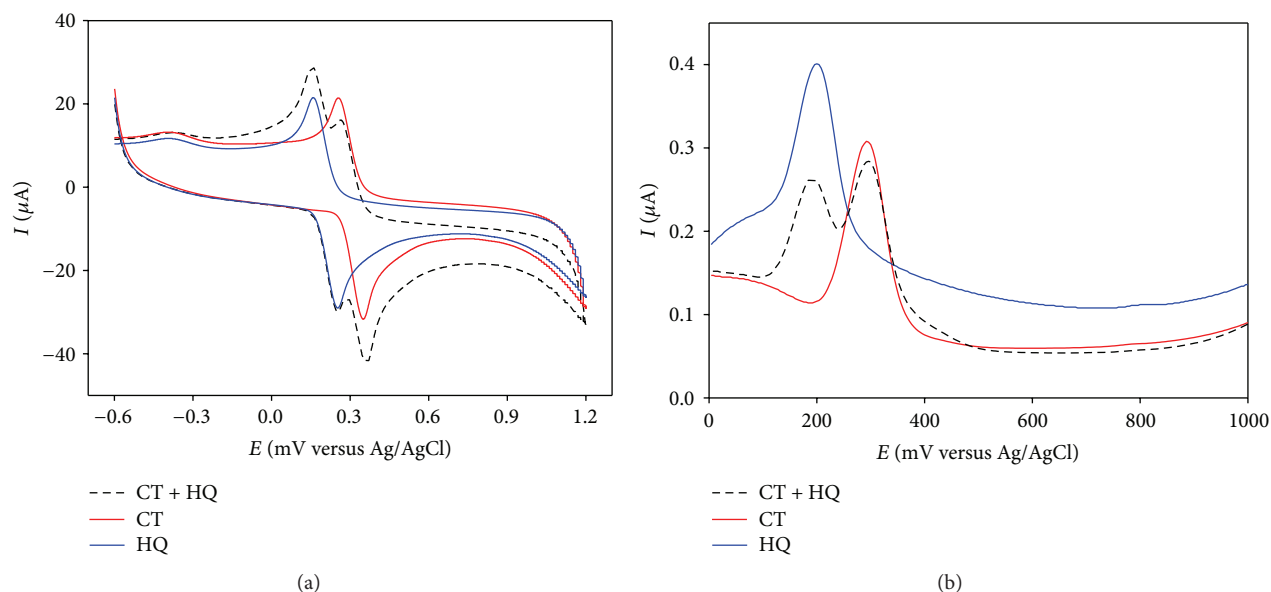 40
20
0
−20
−40
I (μA)
−0.6 −0.3 0.0 0.3 0.6 0.9 1.2
E (mV versus Ag/AgCl)
CT + HQ
CT
HQ
(a)
0.4
0.3
0.2
0.1
0.0
I (μA)
0 200 400 600 800 1000
E (mV versus Ag/AgCl)
CT + HQ
CT
HQ
(b)